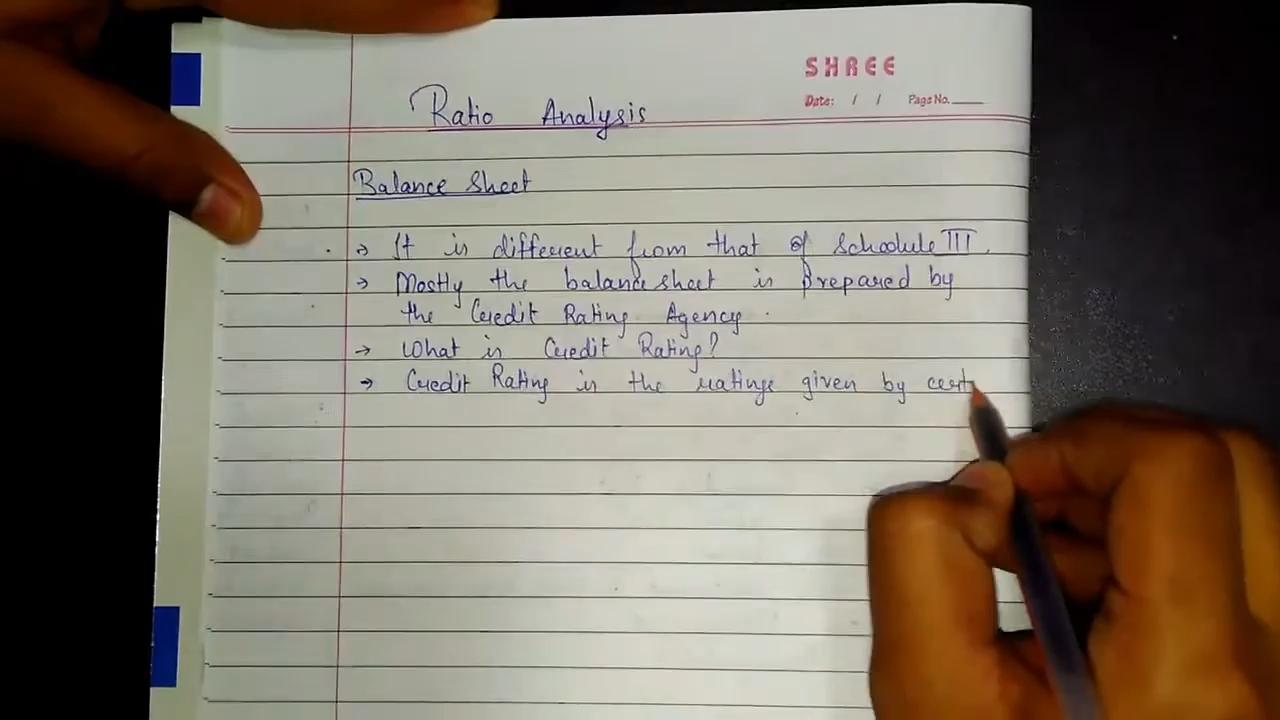 SHREE
Date: / / Page No.
Ratio Analysis
Balance Sheet
→ It is different from that of Schedule III.
→ Mostly the balance sheet is prepared by
the Credit Rating Agency.
→ What is Credit Rating?
→ Credit Rating is the ratings given by cert